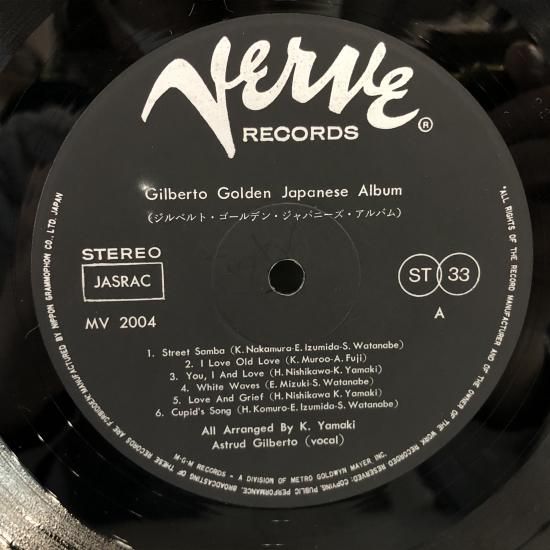 VERVE
RECORDS
®
Gilberto Golden Japanese Album
(ジルベルト・ゴールデン・ジャパニーズ・アルバム)
STEREO
JASRAC
MV 2004
ST 33
A
1. Street Samba (K. Nakamura-E. Izumida-S. Watanabe)
2. I Love Old Love (K. Muroo-A. Fuji)
3. You, I And Love (H. Nishikawa-K. Yamaki)
4. White Waves (E. Mizuki-S. Watanabe)
5. Love And Grief (H. Nishikawa-K. Yamaki)
6. Cupid's Song (H. Komuro-E. Izumida-S. Watanabe)
All Arranged By K. Yamaki
Astrud Gilberto (vocal)
M-G-M RECORDS - A DIVISION OF METRO GOLDWYN MAYER, INC.
"ALL RIGHTS OF THE RECORD MANUFACTURER AND OF THE OWNER OF THE WORK RECORDED RESERVED. COPYING, PUBLIC PERFORMANCE, BROADCASTING OF THESE RECORDS ARE FORBIDDEN." MANUFACTURED BY NIPPON GRAMMOPHON CO., LTD. JAPAN